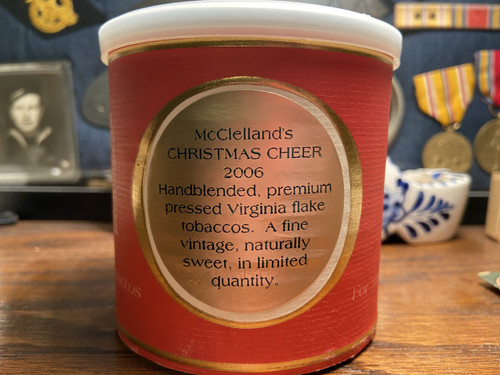 McClelland's
CHRISTMAS CHEER
2006
Handblended, premium
pressed Virginia flake
tobaccos. A fine
vintage, naturally
sweet, in limited
quantity.